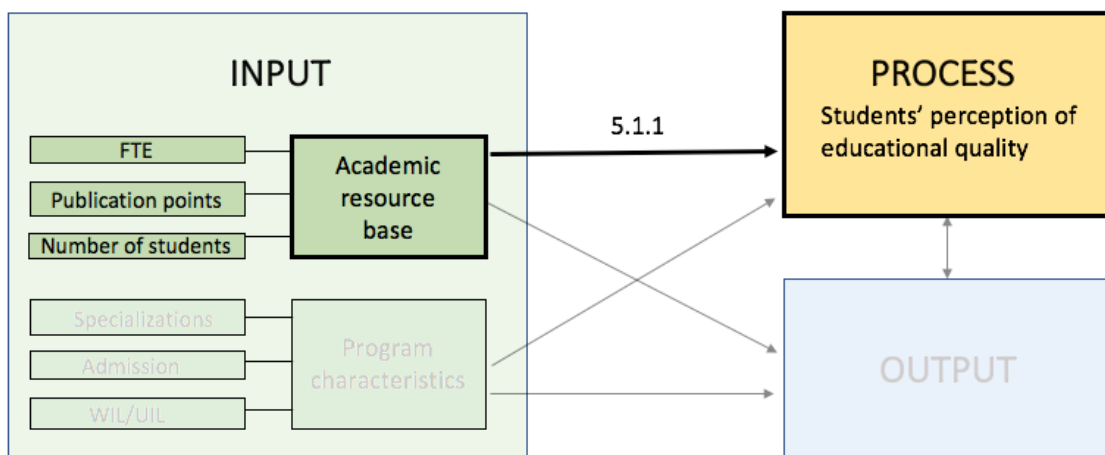 INPUT
FTE
Publication points
Number of students
Academic
resource
base
Specializations
Admission
WIL/UIL
Program
characteristics
5.1.1
PROCESS
Students' perception of
educational quality
OUTPUT